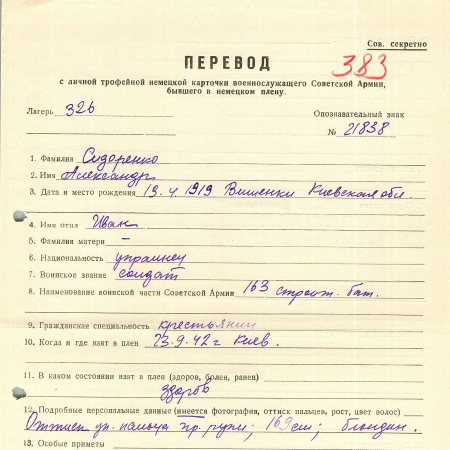 Сов. секретно
ПЕРЕВОД
383
с личной трофейной немецкой карточки военнослужащего Советской Армии,
бывшего в немецком плену.
Лагерь 326
Опознавательный знак
№ 21838
1. Фамилия Сидоренко
2. Имя Александр
3. Дата и место рождения 13.4.1919 Вишенки Киевская обл.
4. Имя отца Иван
5. Фамилия матери –
6. Национальность украинец
7. Воинское звание солдат
8. Наименование воинской части Советской Армии 163 строит. бат.
9. Гражданская специальность крестьянин
10. Когда и где взят в плен 23.9.42 г Киев.
11. В каком состоянии взят в плен (здоров, болен, ранен)
здоров
12. Подробные персональные данные (имеется фотография, оттиск пальцев, рост, цвет волос)
Оттиск ук. пальца пр. руки; 169 см; блондин.
13. Особые приметы